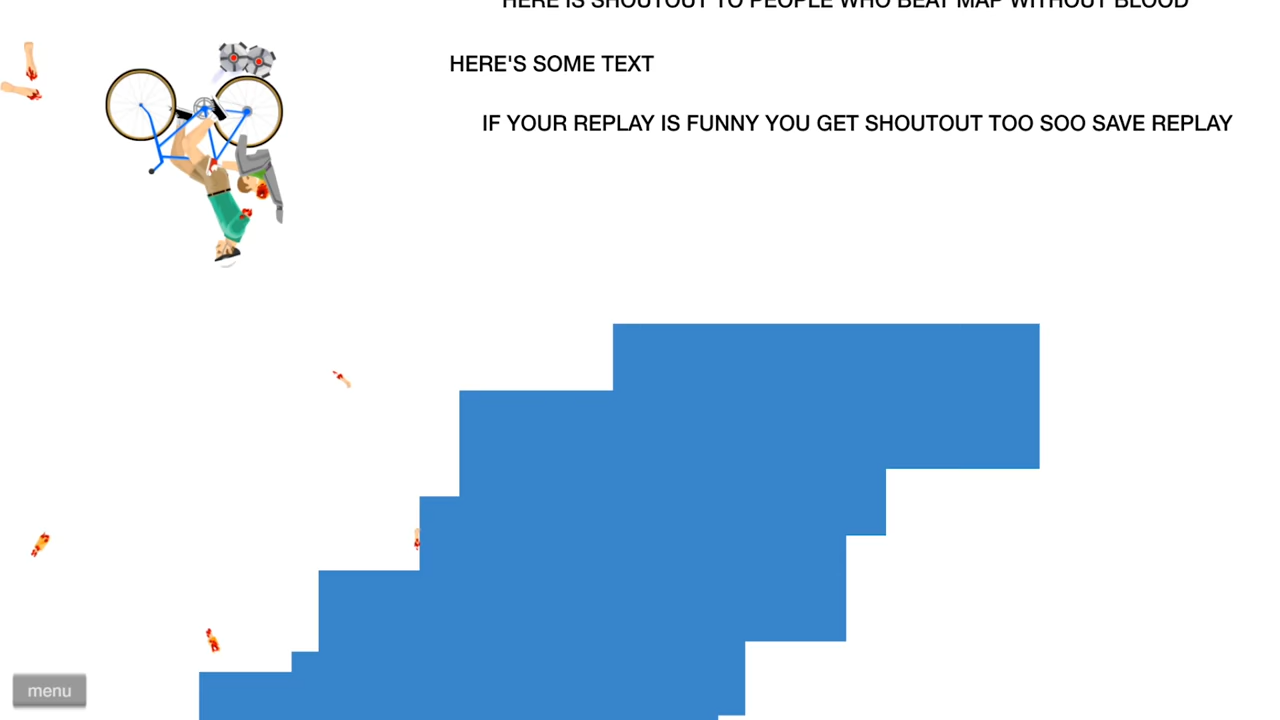 HERE IS SHOUTOUT TO PEOPLE WHO BEAT MAP WITHOUT BLOOD
HERE'S SOME TEXT
IF YOUR REPLAY IS FUNNY YOU GET SHOUTOUT TOO SOO SAVE REPLAY
menu